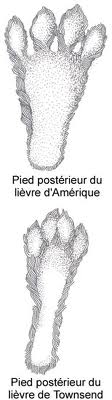 Pied postérieur du
lièvre d'Amérique
Pied postérieur du
lièvre de Townsend